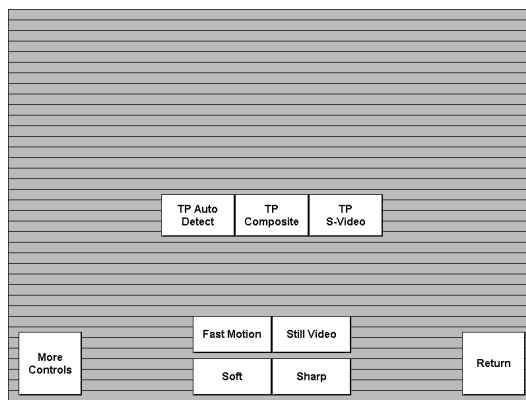 TP Auto
Detect
TP
Composite
TP
S-Video
Fast Motion
Still Video
More
Controls
Soft
Sharp
Return